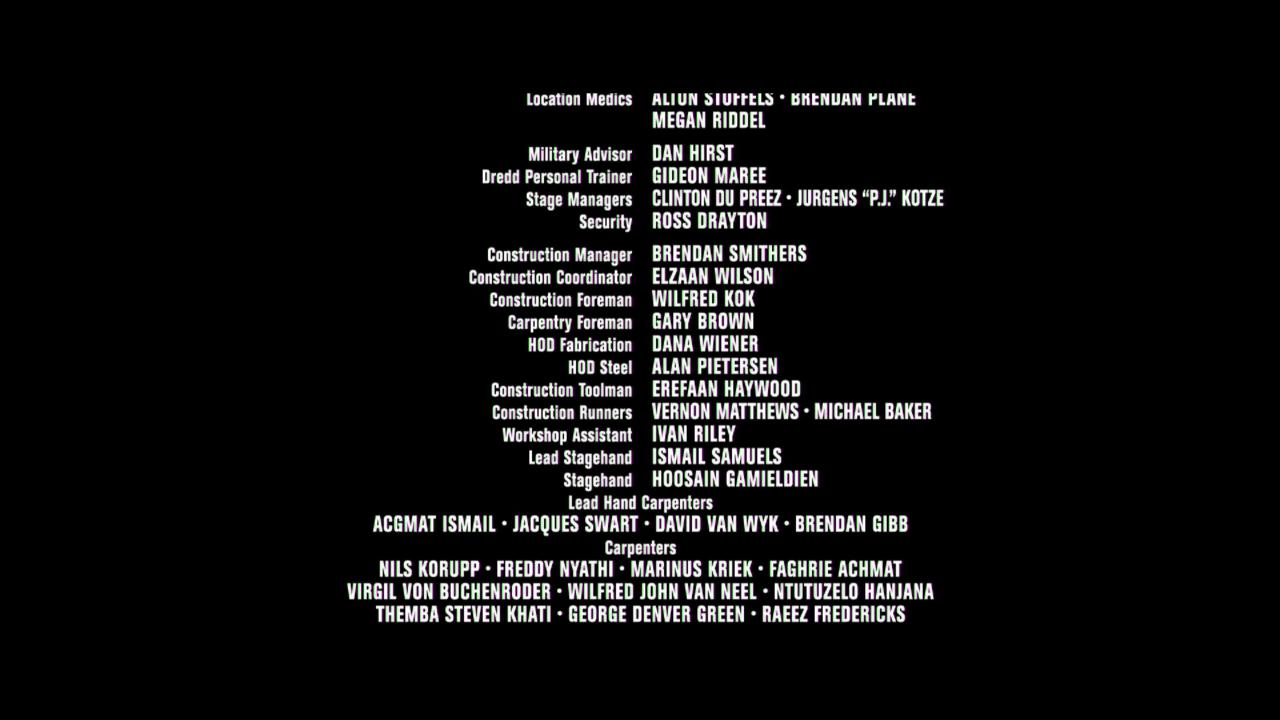 Location Medics ALTON STOFFELS • BRENDAN PLANE
MEGAN RIDDEL
Military Advisor DAN HIRST
Dredd Personal Trainer GIDEON MAREE
Stage Managers CLINTON DU PREEZ • JURGENS “P.J.” KOTZE
Security ROSS DRAYTON
Construction Manager BRENDAN SMITHERS
Construction Coordinator ELZAAN WILSON
Construction Foreman WILFRED KOK
Carpentry Foreman GARY BROWN
HOD Fabrication DANA WIENER
HOD Steel ALAN PIETERSEN
Construction Toolman EREFAAN HAYWOOD
Construction Runners VERNON MATTHEWS • MICHAEL BAKER
Workshop Assistant IVAN RILEY
Lead Stagehand ISMAIL SAMUELS
Stagehand HOOSAIN GAMIELDIEN
Lead Hand Carpenters
ACGMAT ISMAIL • JACQUES SWART • DAVID VAN WYK • BRENDAN GIBB
Carpenters
NILS KORUPP • FREDDY NYATHI • MARINUS KRIEK • FAGHRIE ACHMAT
VIRGIL VON BUCHENRODER • WILFRED JOHN VAN NEEL • NTUTUZELO HANJANA
THEMBA STEVEN KHATI • GEORGE DENVER GREEN • RAEEZ FREDERICKS